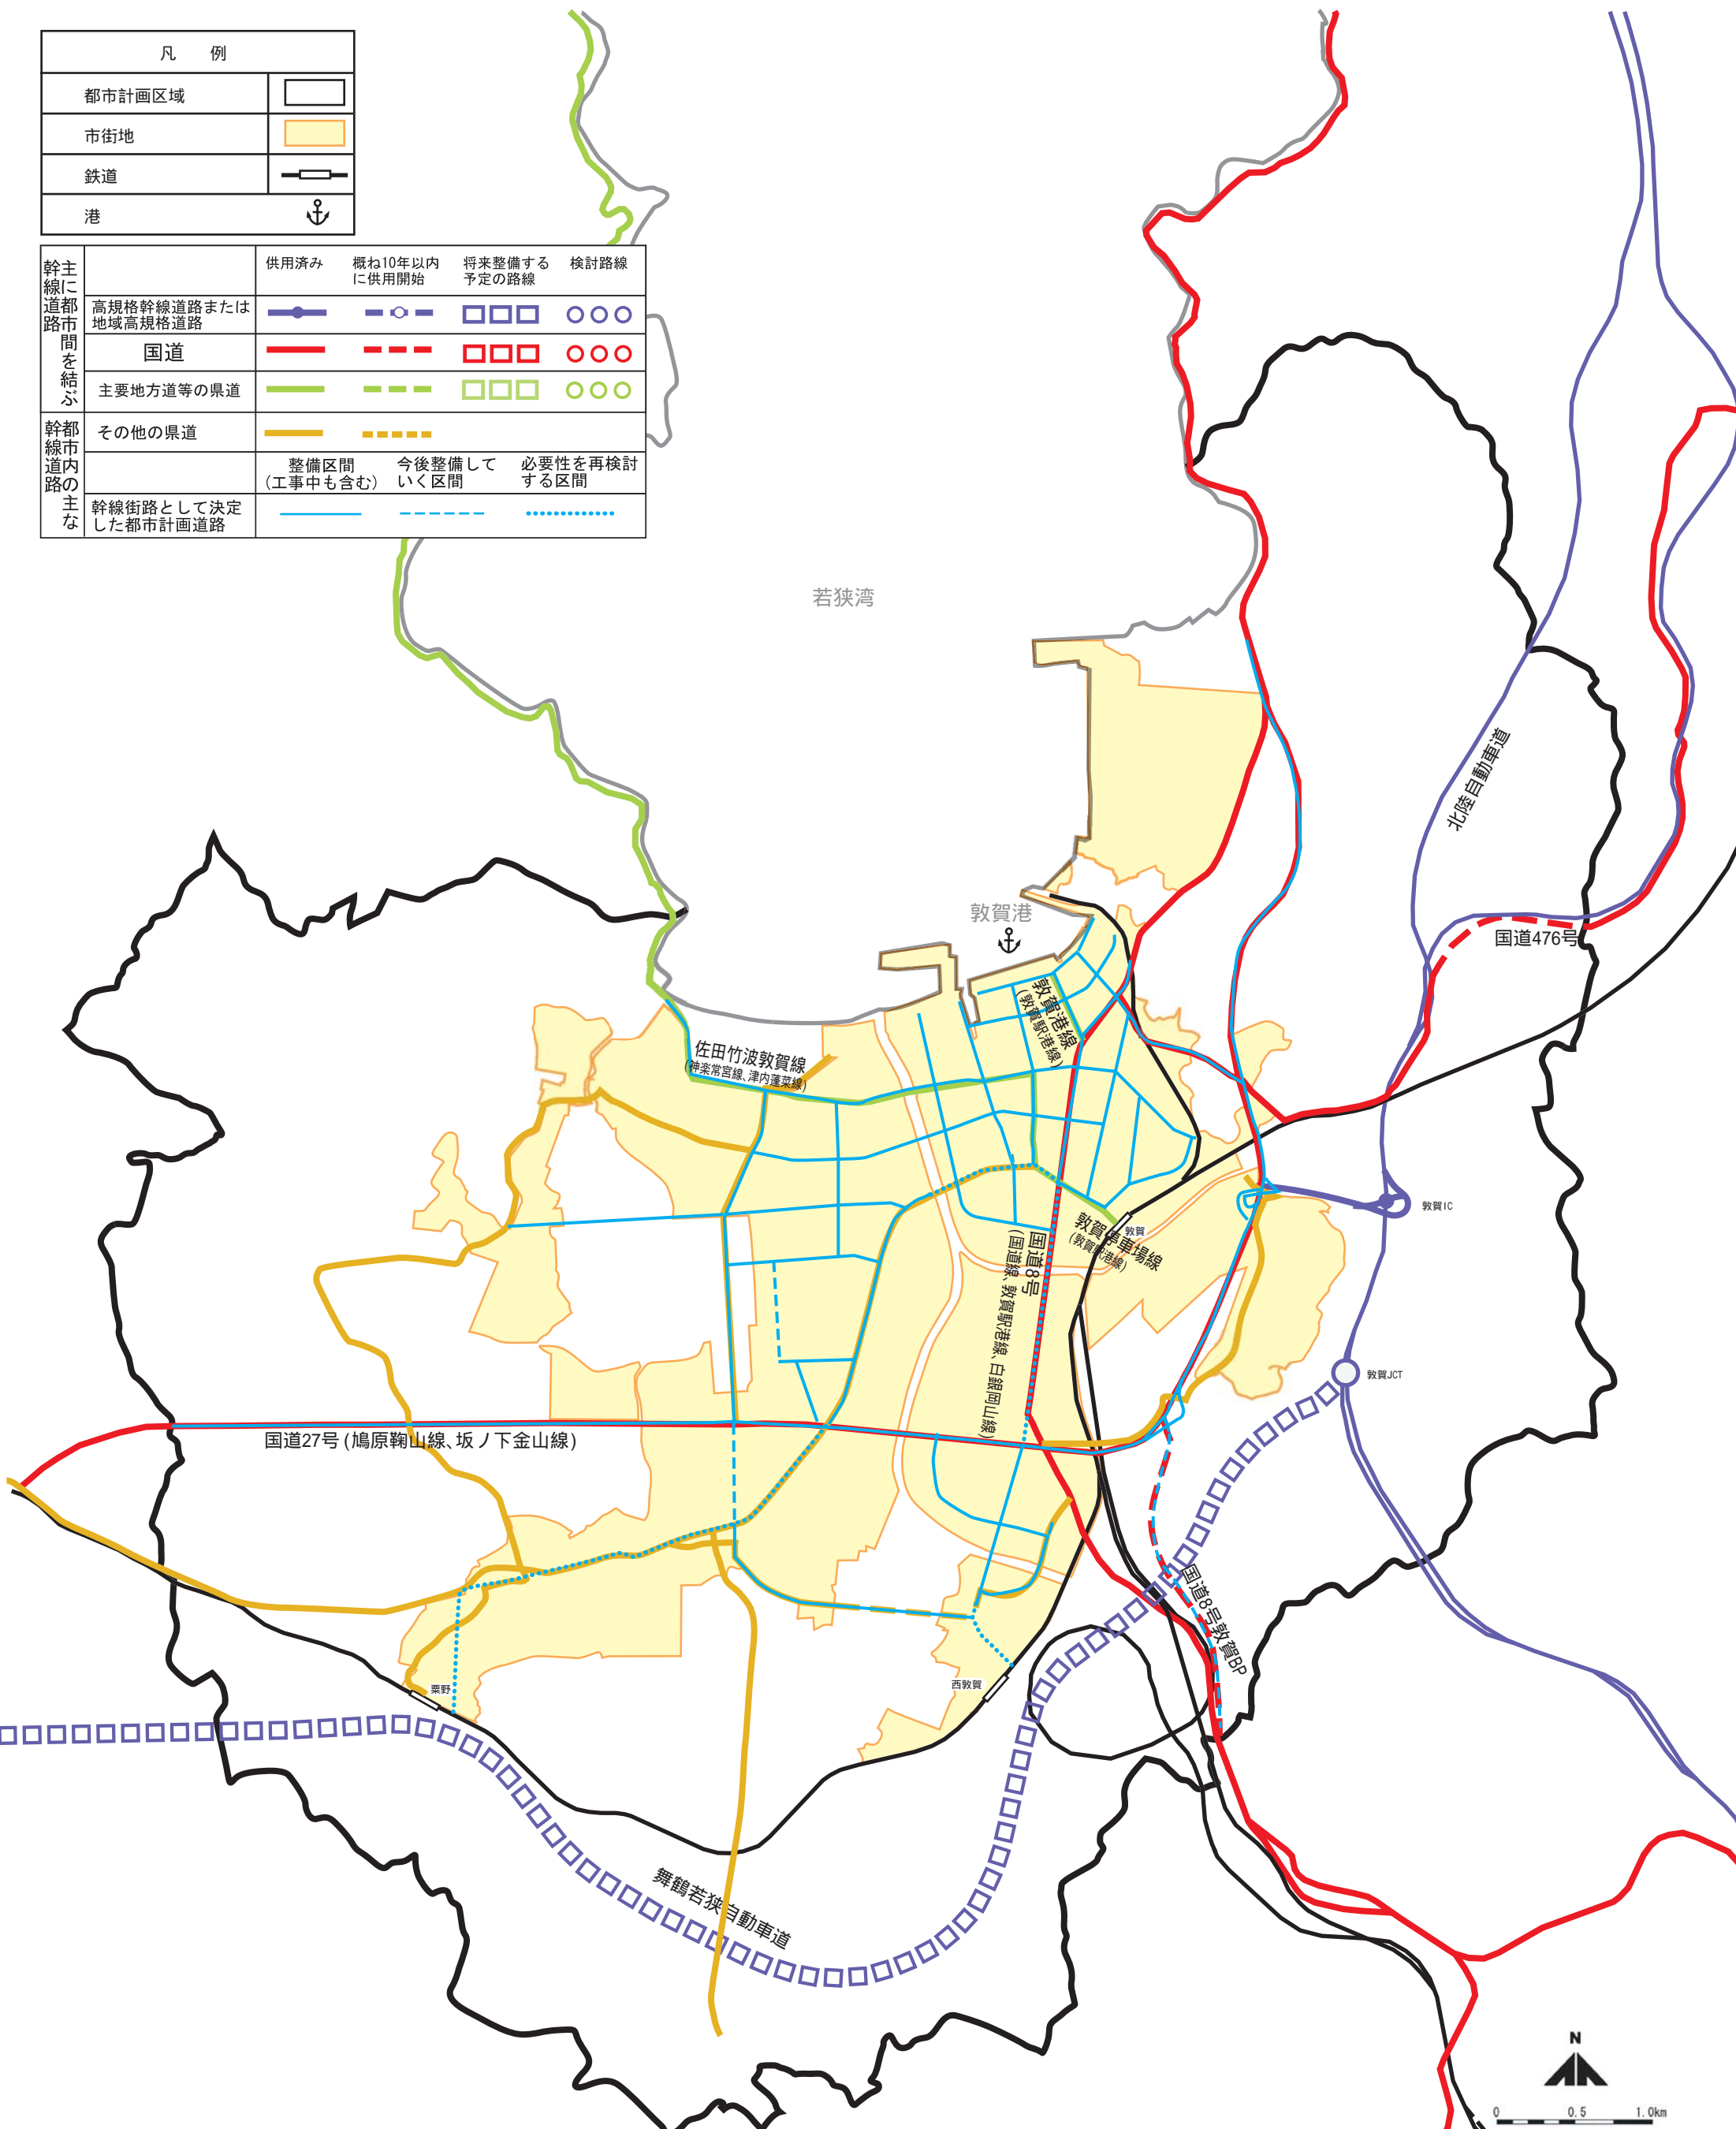 凡　例
都市計画区域
市街地
鉄道
港
主に都市間を結ぶ
幹線道路
供用済み
概ね10年以内
に供用開始
将来整備する
予定の路線
検討路線
高規格幹線道路または
地域高規格道路
国道
主要地方道等の県道
都市内の主な
幹線道路
その他の県道
整備区間
(工事中も含む)
今後整備して
いく区間
必要性を再検討
する区間
幹線街路として決定
した都市計画道路
若狭湾
北陸自動車道
敦賀港
国道476号
敦賀港線
(敦賀駅港線)
佐田竹波敦賀線
(神楽常宮線、津内蓬莱線)
敦賀IC
敦賀
敦賀停車場線
(敦賀駅港線)
国道8号
(国道線、敦賀駅港線、白銀岡山線)
敦賀JCT
国道27号(鳩原鞠山線、坂ノ下金山線)
国道8号敦賀BP
粟野
西敦賀
舞鶴若狭自動車道
N
0 0.5 1.0km